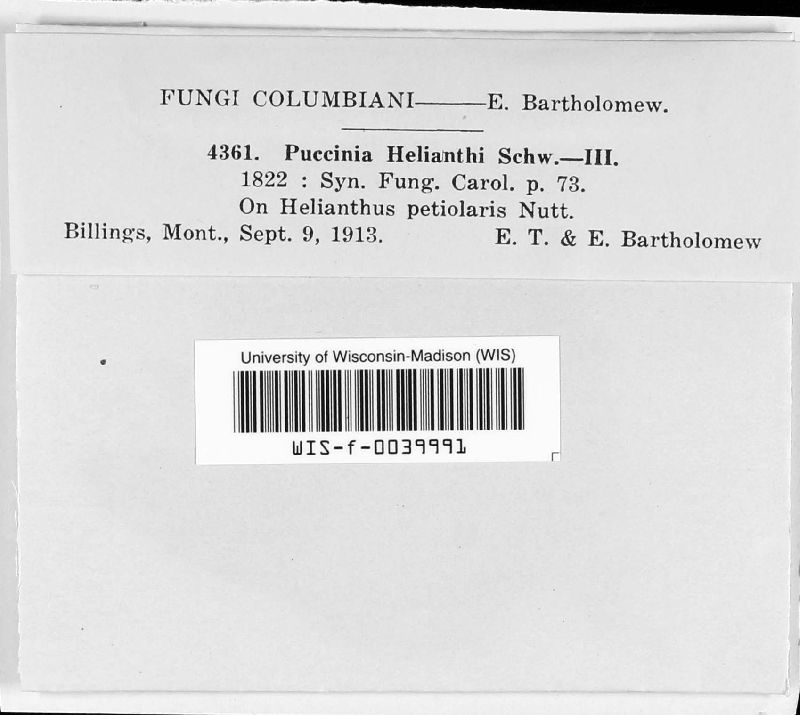 FUNGI COLUMBIANI———E. Bartholomew.
4361. Puccinia Helianthi Schw.—III.
1822 : Syn. Fung. Carol. p. 73.
On Helianthus petiolaris Nutt.
Billings, Mont., Sept. 9, 1913. E. T. & E. Bartholomew
University of Wisconsin-Madison (WIS)
WIS-f-0039991